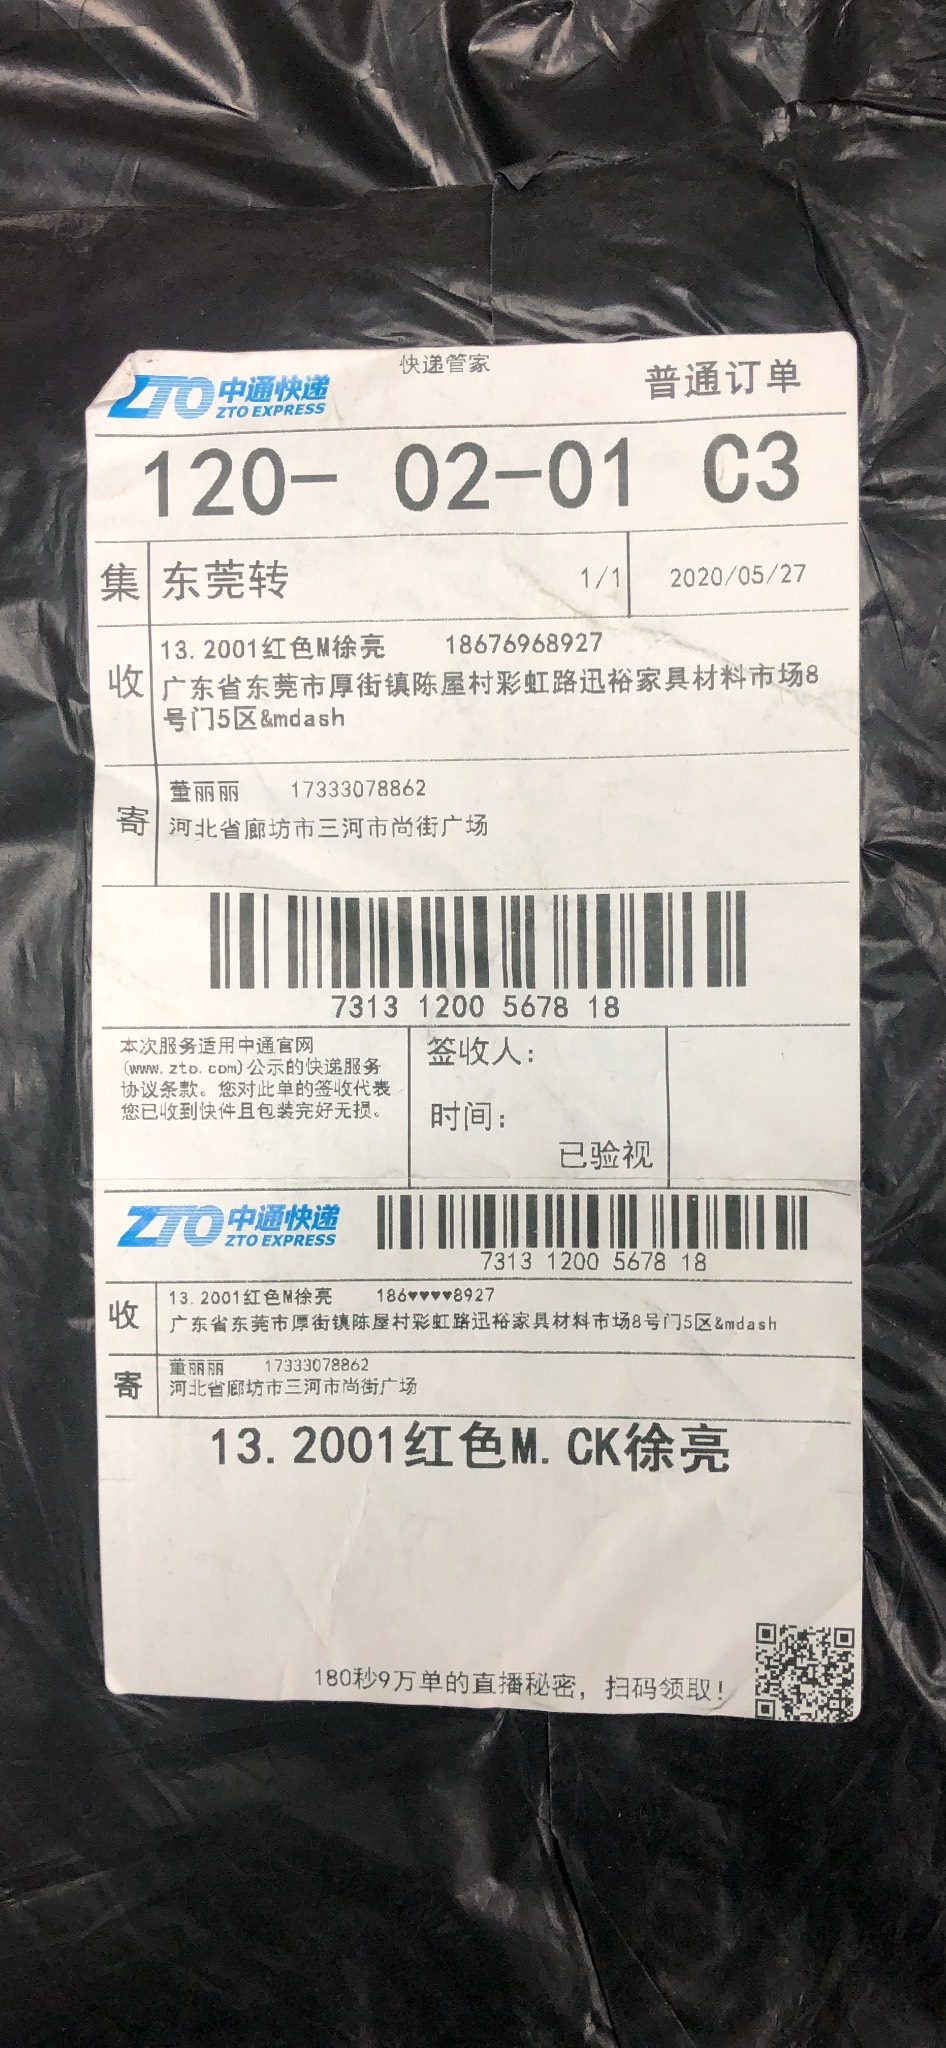 快递管家
ZTO 中通快递
ZTO EXPRESS
普通订单
120- 02-01 C3
集 东莞转 1/1 2020/05/27
收
13.2001红色M徐亮 18676968927
广东省东莞市厚街镇陈屋村彩虹路迅裕家具材料市场8
号门5区&mdash
寄
董丽丽 17333078862
河北省廊坊市三河市尚街广场
7313 1200 5678 18
本次服务适用中通官网
(www.zto.com)公示的快递服务
协议条款。您对此单的签收代表
您已收到快件且包装完好无损。
签收人:
时间:
已验视
ZTO 中通快递
ZTO EXPRESS
7313 1200 5678 18
收
13.2001红色M徐亮 186♥♥♥♥8927
广东省东莞市厚街镇陈屋村彩虹路迅裕家具材料市场8号门5区&mdash
寄
董丽丽 17333078862
河北省廊坊市三河市尚街广场
13.2001红色M.CK徐亮
180秒9万单的直播秘密，扫码领取!